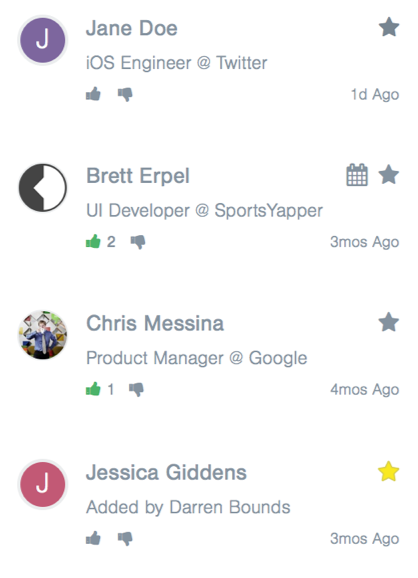 J
Jane Doe
iOS Engineer @ Twitter
1d Ago
Brett Erpel
UI Developer @ SportsYapper
2
3mos Ago
Chris Messina
Product Manager @ Google
1
4mos Ago
J
Jessica Giddens
Added by Darren Bounds
3mos Ago